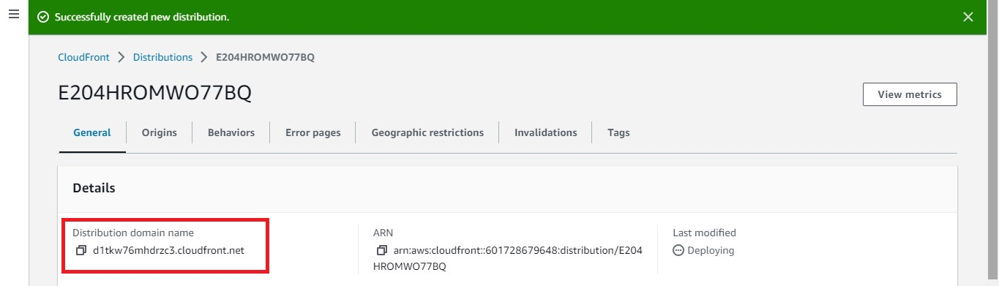 Successfully created new distribution.
CloudFront > Distributions > E204HROMWO77BQ
E204HROMWO77BQ
View metrics
General Origins Behaviors Error pages Geographic restrictions Invalidations Tags
Details
Distribution domain name
d1tkw76mhdrzc3.cloudfront.net
ARN
arn:aws:cloudfront::601728679648:distribution/E204
HROMWO77BQ
Last modified
Deploying